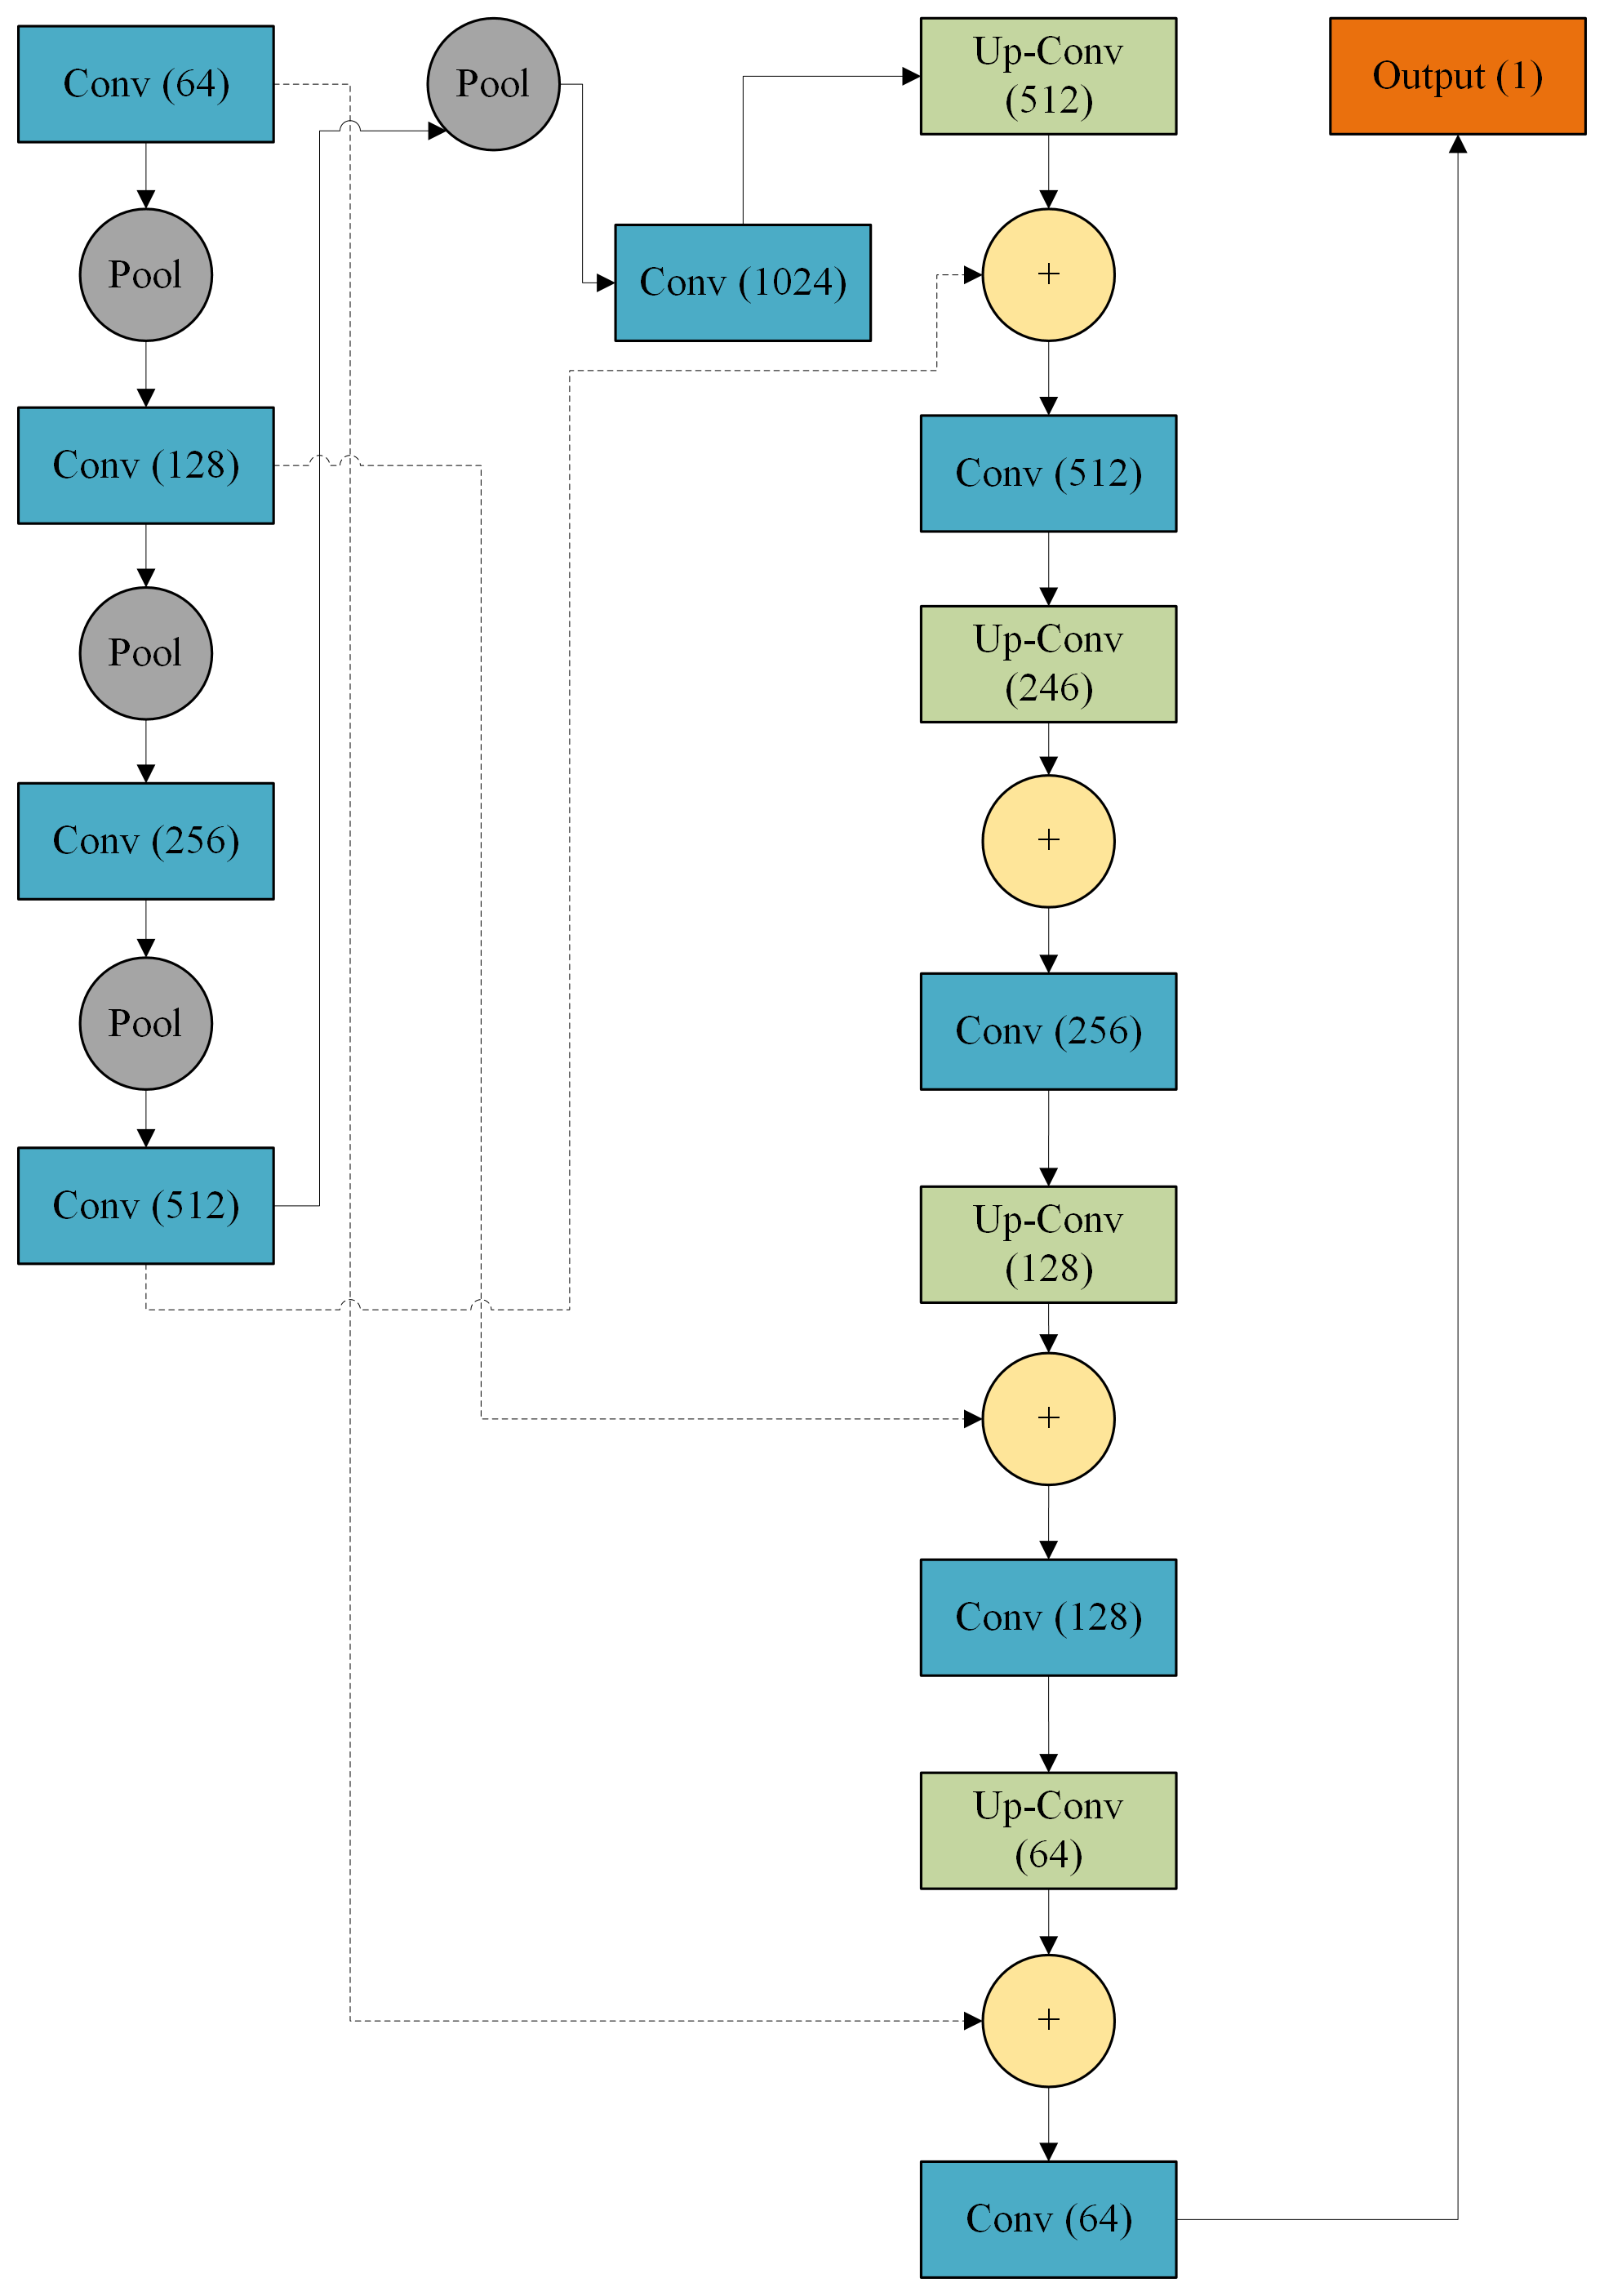 Conv (64)
Pool
Conv (128)
Pool
Conv (256)
Pool
Conv (512)
Pool
Conv (1024)
Up-Conv
(512)
+
Conv (512)
Up-Conv
(246)
+
Conv (256)
Up-Conv
(128)
+
Conv (128)
Up-Conv
(64)
+
Conv (64)
Output (1)